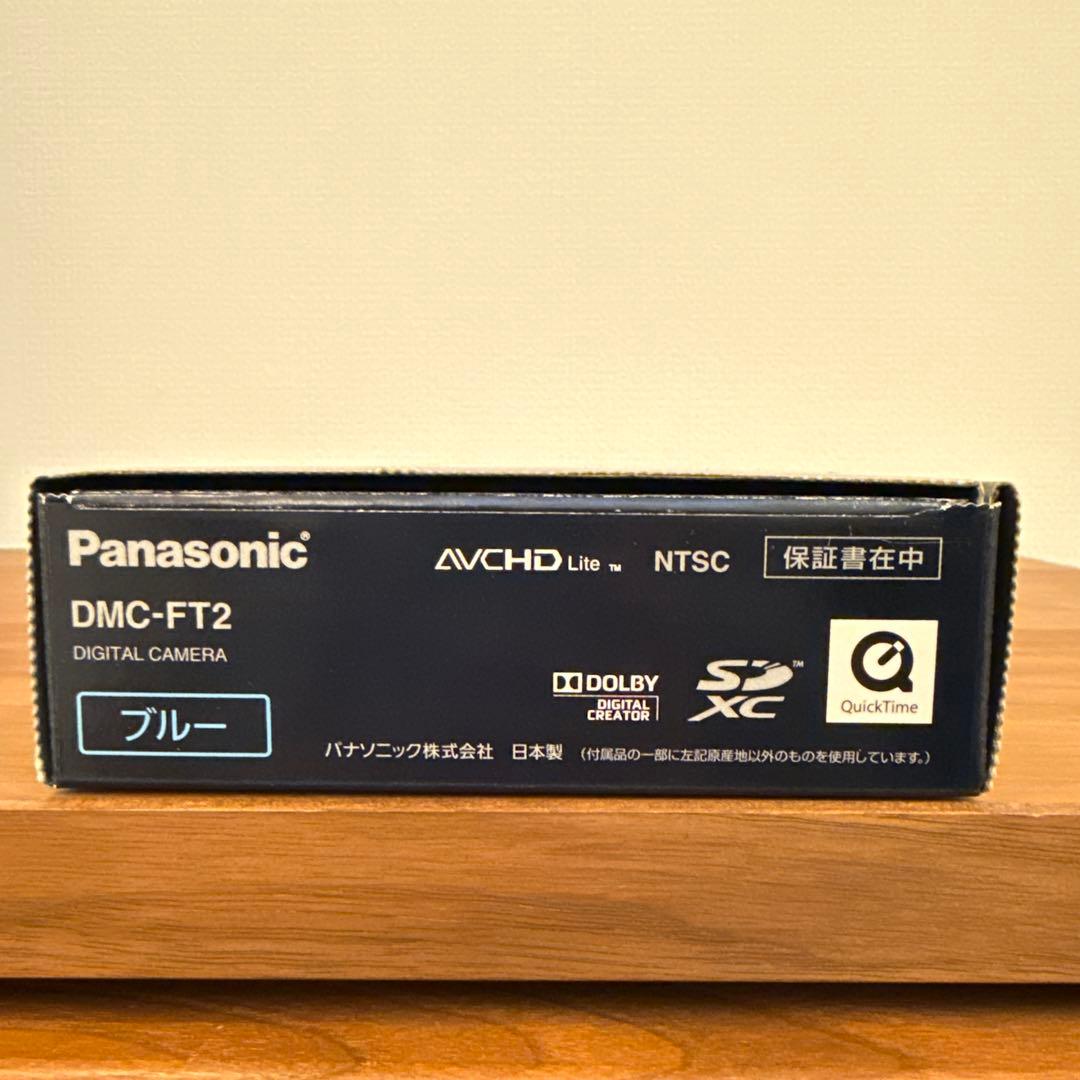 Panasonic®
AVCHD Lite ™ NTSC 保証書在中
DMC-FT2
DIGITAL CAMERA
DOLBY
DIGITAL
CREATOR
SD ™
XC
QuickTime
ブルー
パナソニック株式会社 日本製 (付属品の一部に左記原産地以外のものを使用しています。)